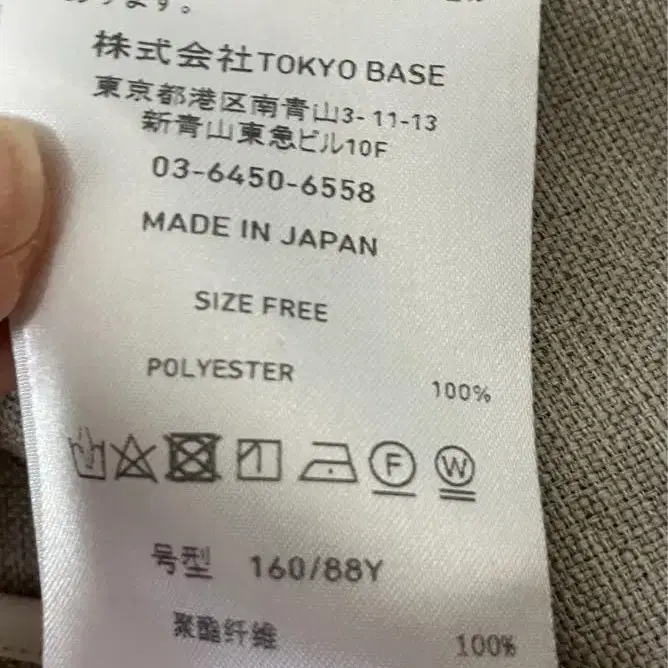 ます。
株式会社TOKYO BASE
東京都港区南青山3-11-13
新青山東急ビル10F
03-6450-6558
MADE IN JAPAN
SIZE FREE
POLYESTER 100%
F W
号型 160/88Y
聚酯纤维 100%